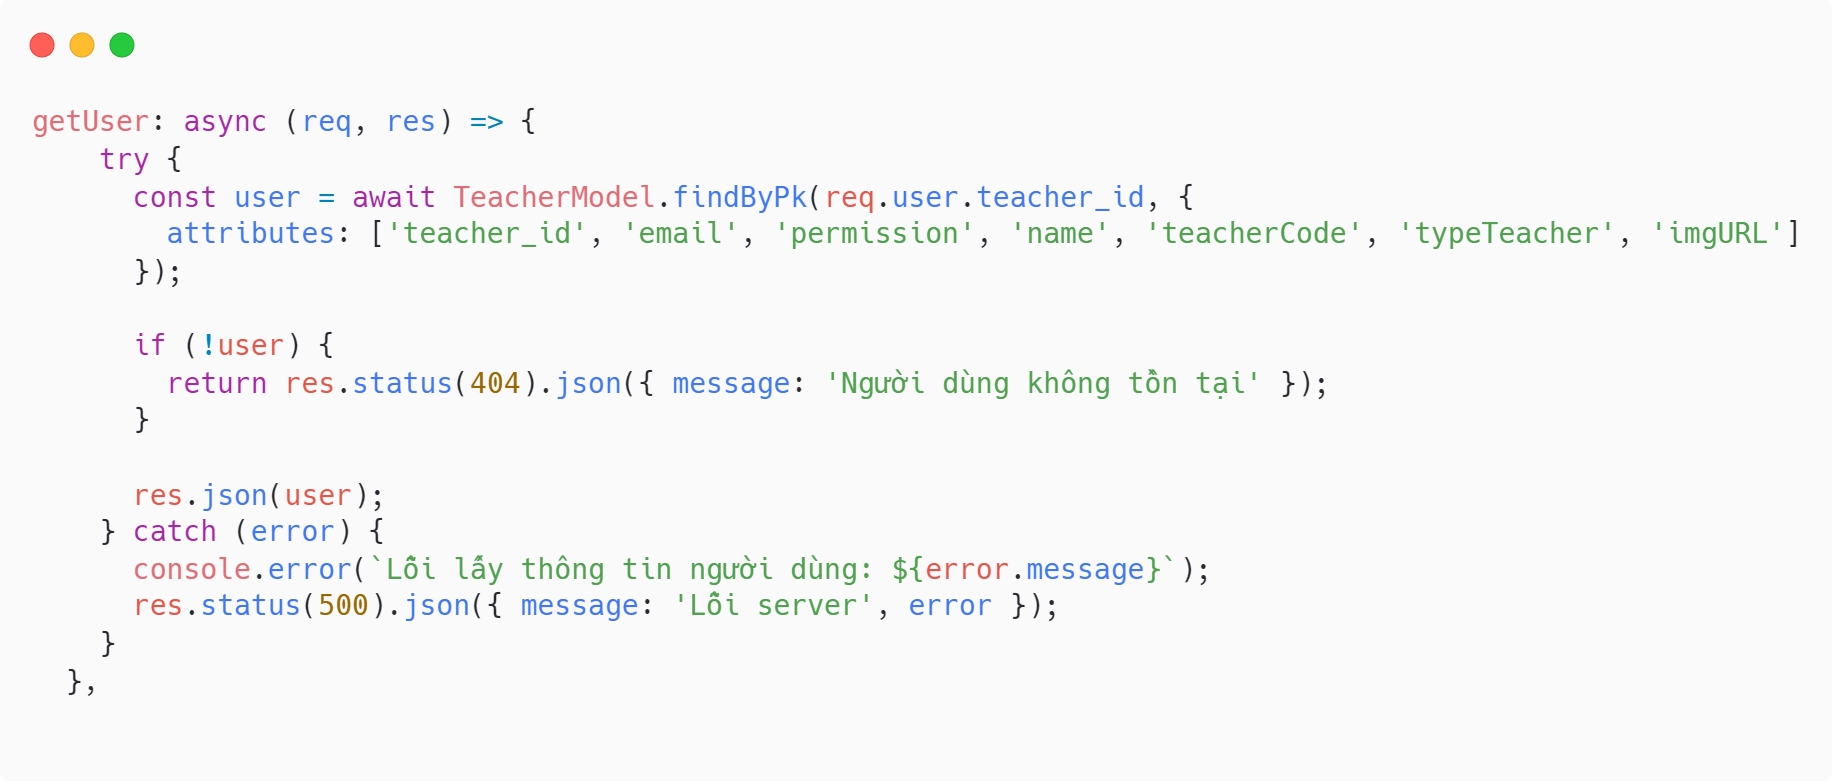 getUser: async (req, res) => {
    try {
      const user = await TeacherModel.findByPk(req.user.teacher_id, {
        attributes: ['teacher_id', 'email', 'permission', 'name', 'teacherCode', 'typeTeacher', 'imgURL']
      });

      if (!user) {
        return res.status(404).json({ message: 'Người dùng không tồn tại' });
      }

      res.json(user);
    } catch (error) {
      console.error(`Lỗi lấy thông tin người dùng: ${error.message}`);
      res.status(500).json({ message: 'Lỗi server', error });
    }
  },